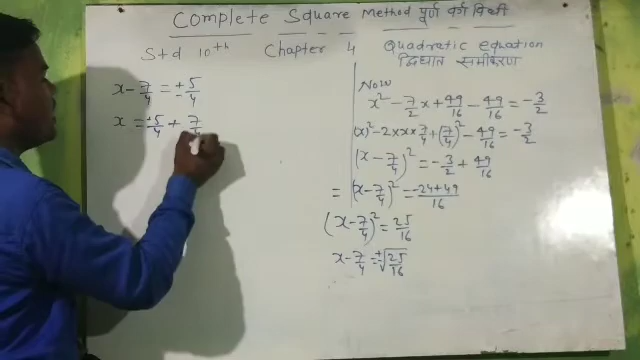 Complete Square Method पूर्ण वर्ग विधी
Std 10th Chapter 4 Quadratic equation
द्विघात समीकरण
x - 7/4 = ± 5/4
x = ± 5/4 + 7/4
Now
x² - 7/2 x + 49/16 - 49/16 = -3/2
(x)² - 2 × x × 7/4 + (7/4)² - 49/16 = -3/2
(x - 7/4)² = -3/2 + 49/16
= (x - 7/4)² = -24+49/16
(x - 7/4)² = 25/16
x - 7/4 = ± √25/16